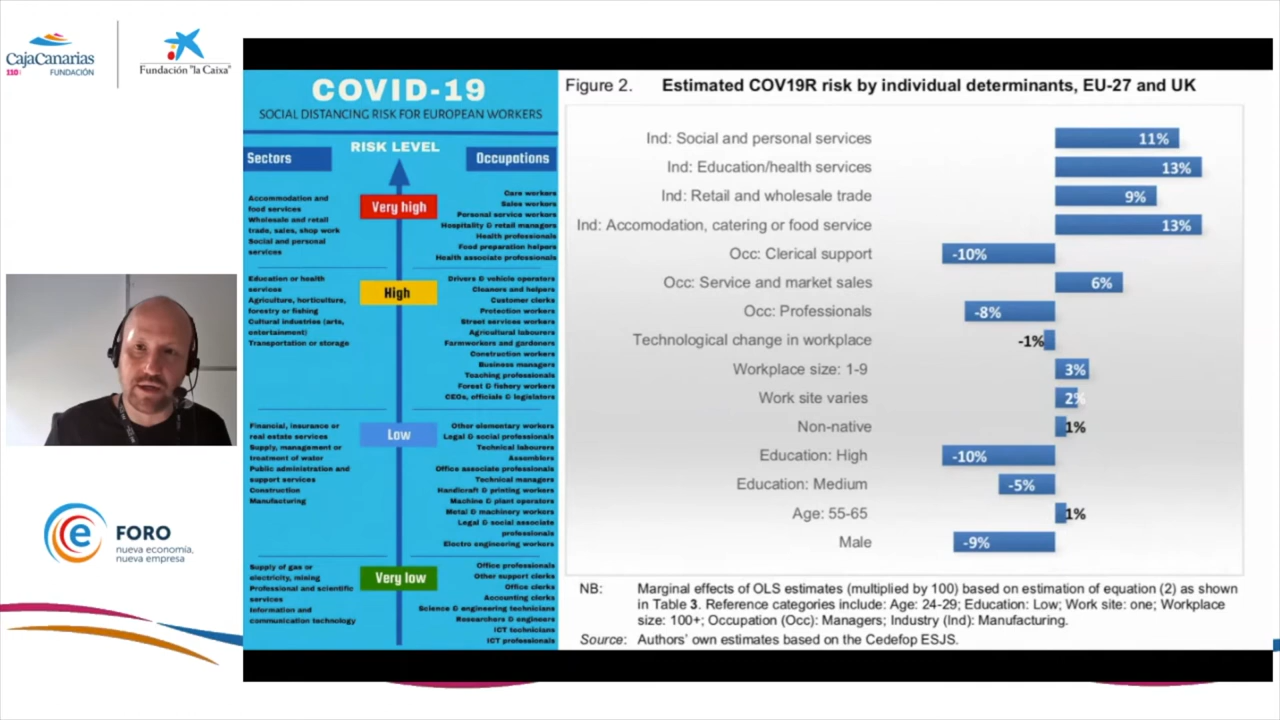 CajaCanarias
110
FUNDACIÓN
Fundación "la Caixa"
FORO
nueva economía,
nueva empresa
COVID-19
SOCIAL DISTANCING RISK FOR EUROPEAN WORKERS
Sectors
RISK LEVEL
Occupations
Very high
Accommodation and
food services
Wholesale and retail
trade, sales, shop work
Social and personal
services
Care workers
Sales workers
Personal service workers
Hospitality & retail managers
Health professionals
Food preparation helpers
Health associate professionals
High
Education or health
services
Agriculture, horticulture,
forestry or fishing
Cultural industries (arts,
entertainment)
Transportation or storage
Drivers & vehicle operators
Cleaners and helpers
Customer clerks
Protection workers
Street services workers
Agricultural labourers
Farmworkers and gardeners
Construction workers
Business managers
Teaching professionals
Forest & fishery workers
CEOs, officials & legislators
Low
Financial, insurance or
real estate services
Supply, management or
treatment of water
Public administration and
support services
Construction
Manufacturing
Other elementary workers
Legal & social professionals
Technical labourers
Assemblers
Office associate professionals
Technical managers
Handicraft & printing workers
Machine & plant operators
Metal & machinery workers
Legal & social associate
professionals
Electro engineering workers
Very low
Supply of gas or
electricity, mining
Professional and scientific
services
Information and
communication technology
Office professionals
Other support clerks
Office clerks
Accounting clerks
Science & engineering technicians
Researchers & engineers
ICT technicians
ICT professionals
Figure 2. Estimated COV19R risk by individual determinants, EU-27 and UK
Ind: Social and personal services 11%
Ind: Education/health services 13%
Ind: Retail and wholesale trade 9%
Ind: Accomodation, catering or food service 13%
Occ: Clerical support -10%
Occ: Service and market sales 6%
Occ: Professionals -8%
Technological change in workplace -1%
Workplace size: 1-9 3%
Work site varies 2%
Non-native 1%
Education: High -10%
Education: Medium -5%
Age: 55-65 1%
Male -9%
NB: Marginal effects of OLS estimates (multiplied by 100) based on estimation of equation (2) as shown
in Table 3. Reference categories include: Age: 24-29; Education: Low; Work site: one; Workplace
size: 100+; Occupation (Occ): Managers; Industry (Ind): Manufacturing.
Source: Authors' own estimates based on the Cedefop ESJS.